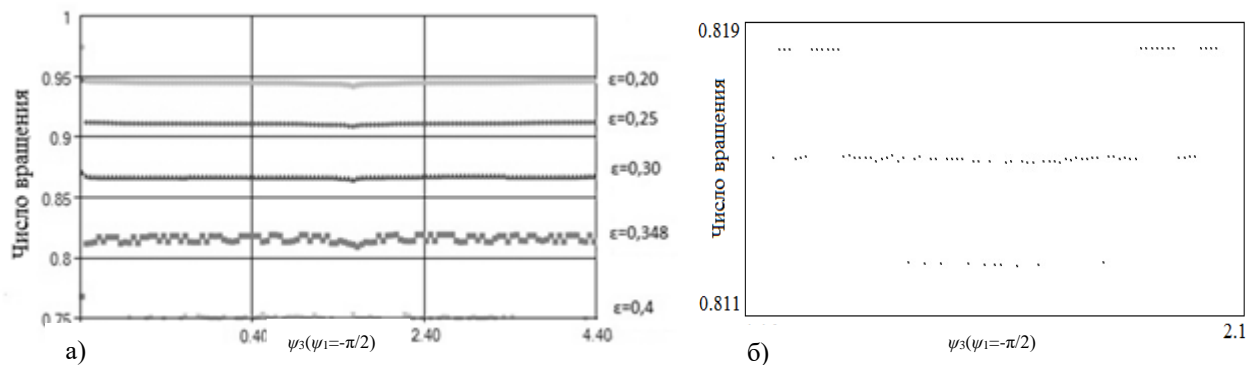 1
0.95
0.9
0.85
0.8
0.75
Число вращения
ε=0,20
ε=0,25
ε=0,30
ε=0,348
ε=0,4
0.40
2.40
4.40
ψ₃(ψ₁=-π/2)
а)
0.819
Число вращения
0.811
2.1
ψ₃(ψ₁=-π/2)
б)